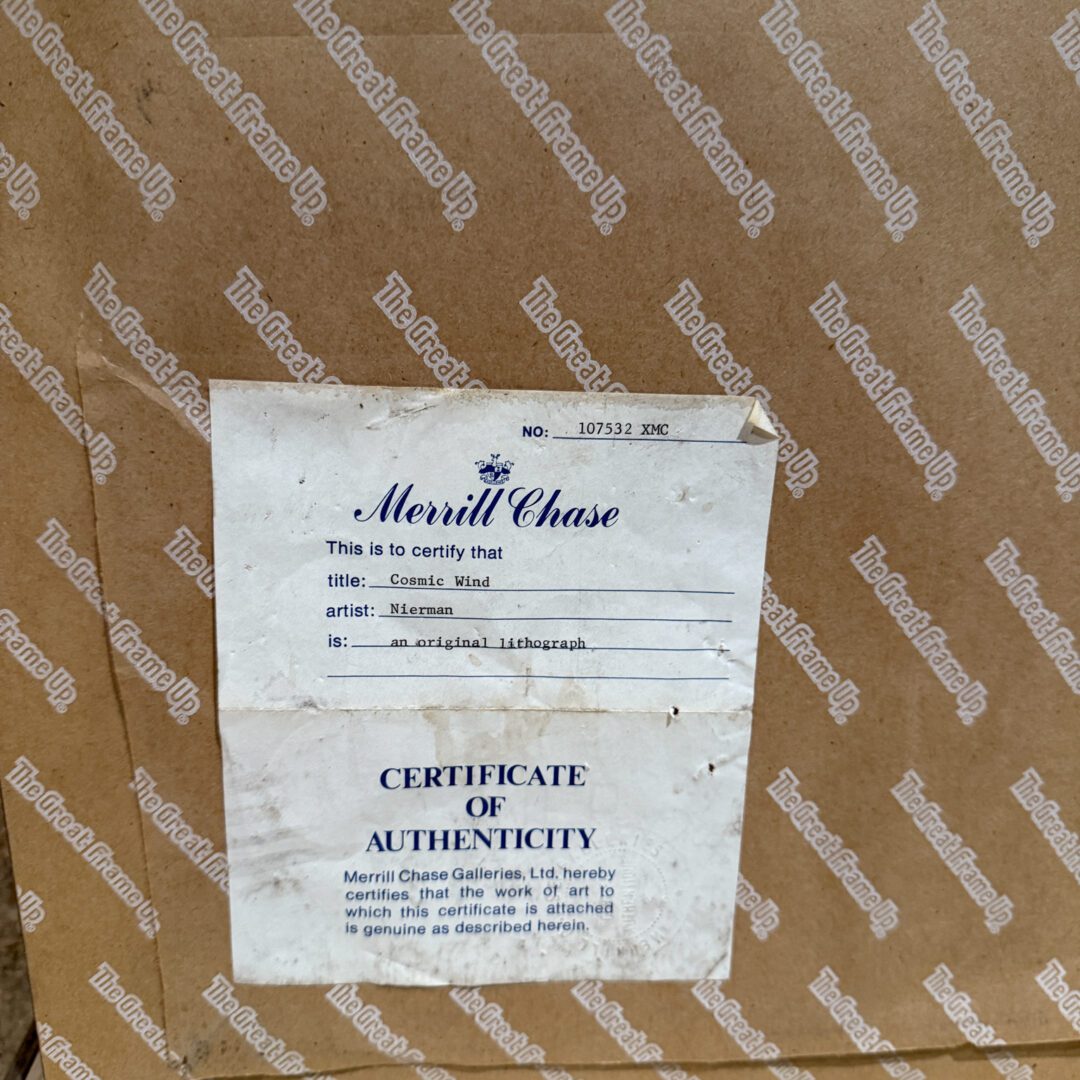 NO: 107532 XMC
Merrill Chase
This is to certify that
title: Cosmic Wind
artist: Nierman
is: an original lithograph
CERTIFICATE
OF
AUTHENTICITY
Merrill Chase Galleries, Ltd. hereby
certifies that the work of art to
which this certificate is attached
is genuine as described herein.
The Great Frame Up®